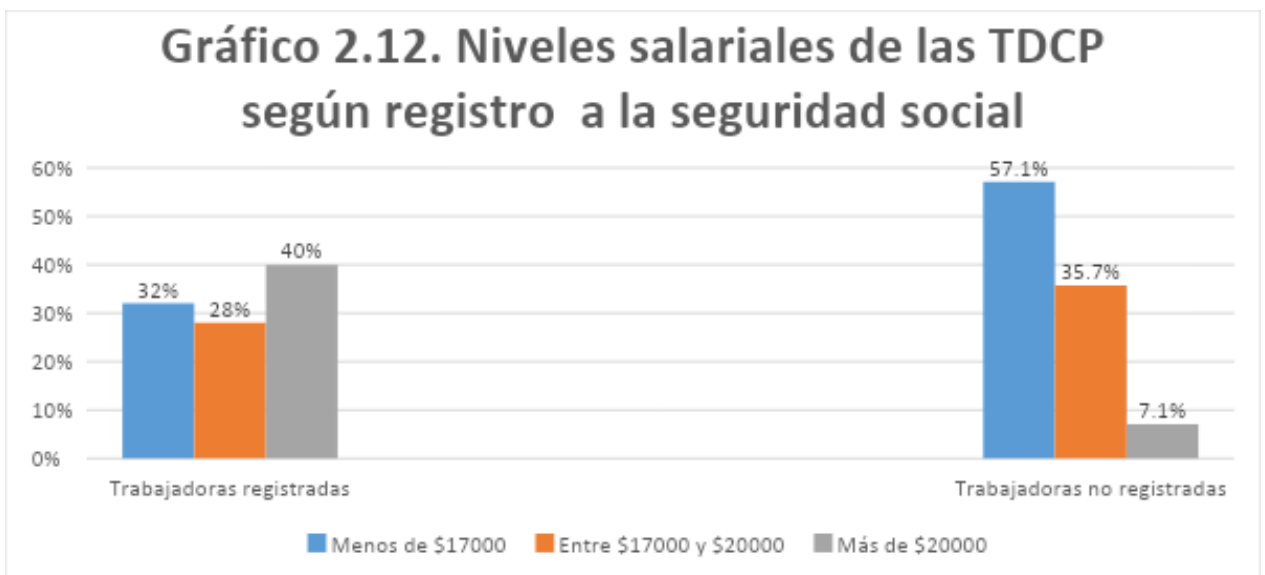 Gráfico 2.12. Niveles salariales de las TDCP
según registro a la seguridad social
60%
50%
40%
30%
20%
10%
0%
32%
28%
40%
57.1%
35.7%
7.1%
Trabajadoras registradas
Trabajadoras no registradas
Menos de $17000 Entre $17000 y $20000 Más de $20000